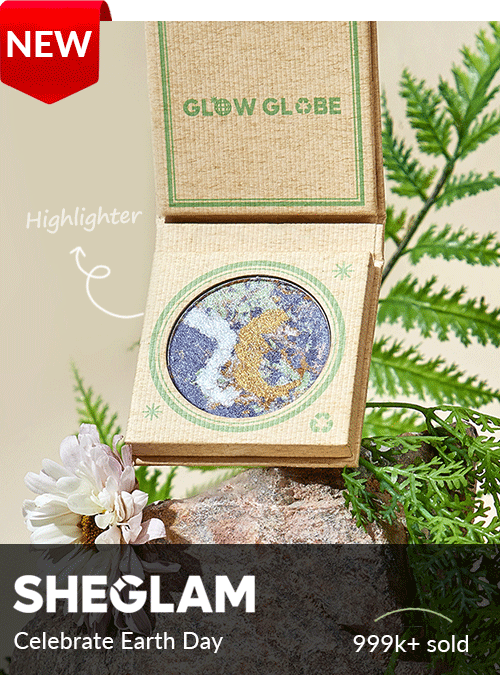 NEW
GLOW GLOBE
Highlighter
SHEGLAM
Celebrate Earth Day
999k+ sold